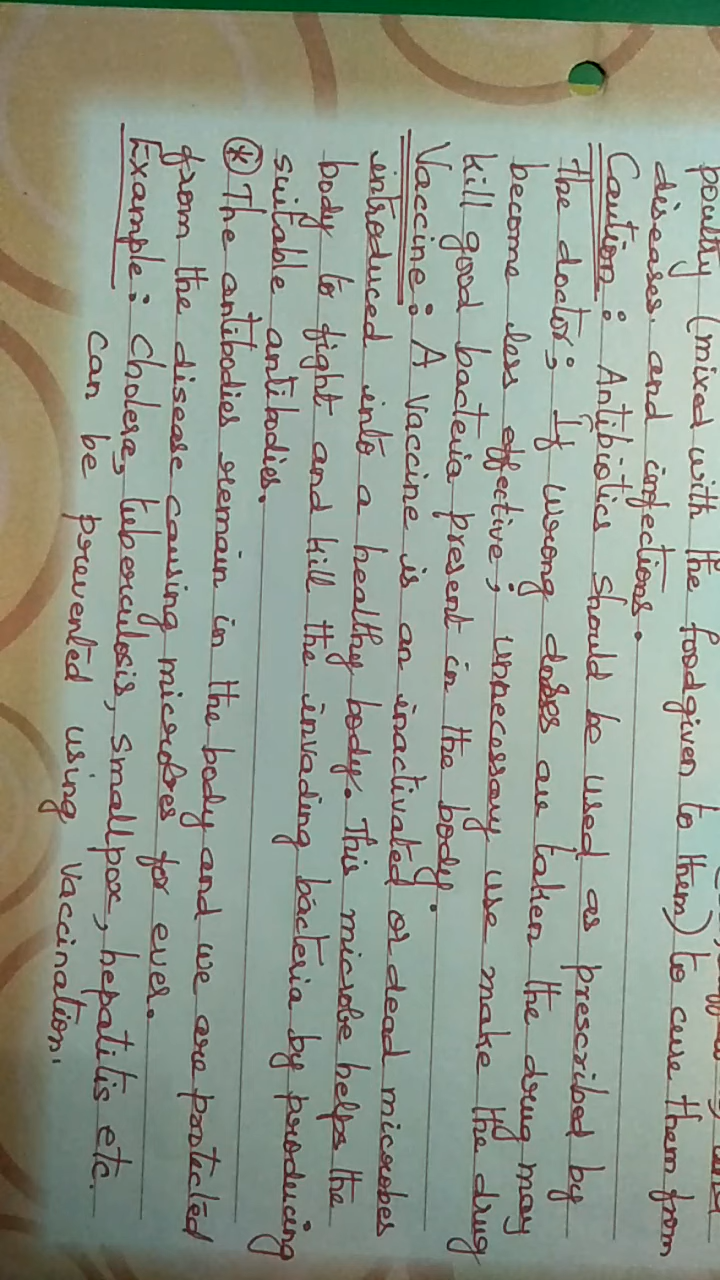 poultry (mixed with the food given to them) to cure them from
diseases and infections.
Caution : Antibiotics should be used as prescribed by
the doctor; If wrong doses are taken the drug may
become less effective; unnecessary use make the drug
kill good bacteria present in the body.
Vaccine : A Vaccine is an inactivated or dead microbes
introduced into a healthy body. This microbe helps the
body to fight and kill the invading bacteria by producing
suitable antibodies.
* The antibodies remain in the body and we are protected
from the disease causing microbes for ever.
Example : Cholera, tuberculosis, small pox, hepatitis etc.
can be prevented using vaccination.